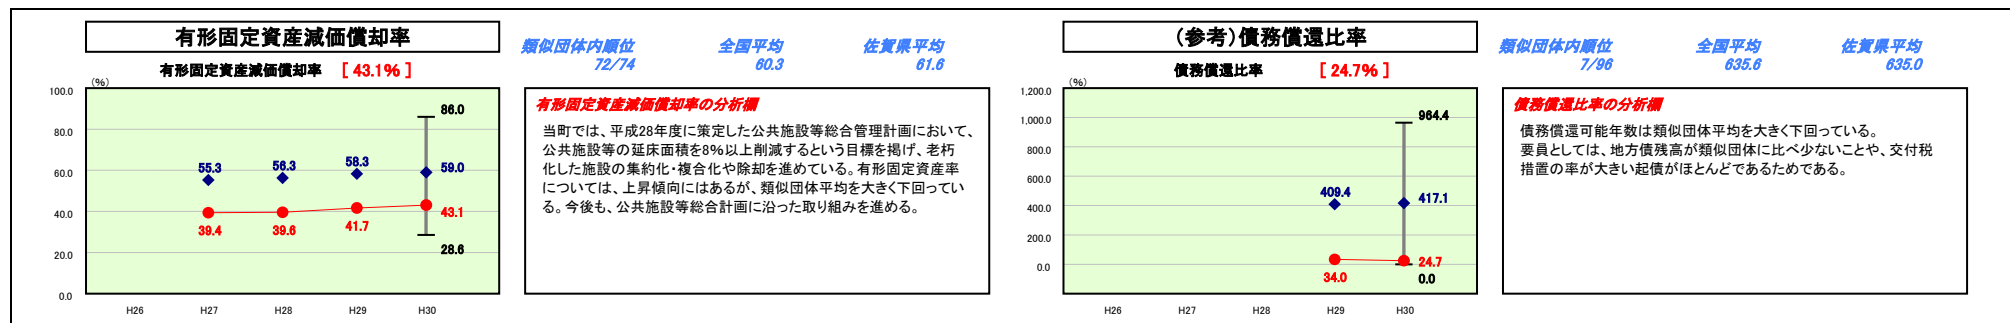 有形固定資産減価償却率
有形固定資産減価償却率 [ 43.1% ]
類似団体内順位 全国平均 佐賀県平均
72/74 60.3 61.6
(%)
100.0
80.0
60.0
40.0
20.0
0.0
86.0
55.3 56.3 58.3 59.0
39.4 39.6 41.7 43.1
28.6
H26 H27 H28 H29 H30
有形固定資産減価償却率の分析欄
当町では、平成28年度に策定した公共施設等総合管理計画において、
公共施設等の延床面積を8%以上削減するという目標を掲げ、老朽
化した施設の集約化・複合化や除却を進めている。有形固定資産率
については、上昇傾向にはあるが、類似団体平均を大きく下回ってい
る。今後も、公共施設等総合計画に沿った取り組みを進める。
(参考)債務償還比率
債務償還比率 [ 24.7% ]
類似団体内順位 全国平均 佐賀県平均
7/96 635.6 635.0
(%)
1,200.0
1,000.0
800.0
600.0
400.0
200.0
0.0
964.4
409.4 417.1
34.0 24.7
0.0
H26 H27 H28 H29 H30
債務償還比率の分析欄
債務償還可能年数は類似団体平均を大きく下回っている。
要員としては、地方債残高が類似団体に比べ少ないことや、交付税
措置の率が大きい起債がほとんどであるためである。